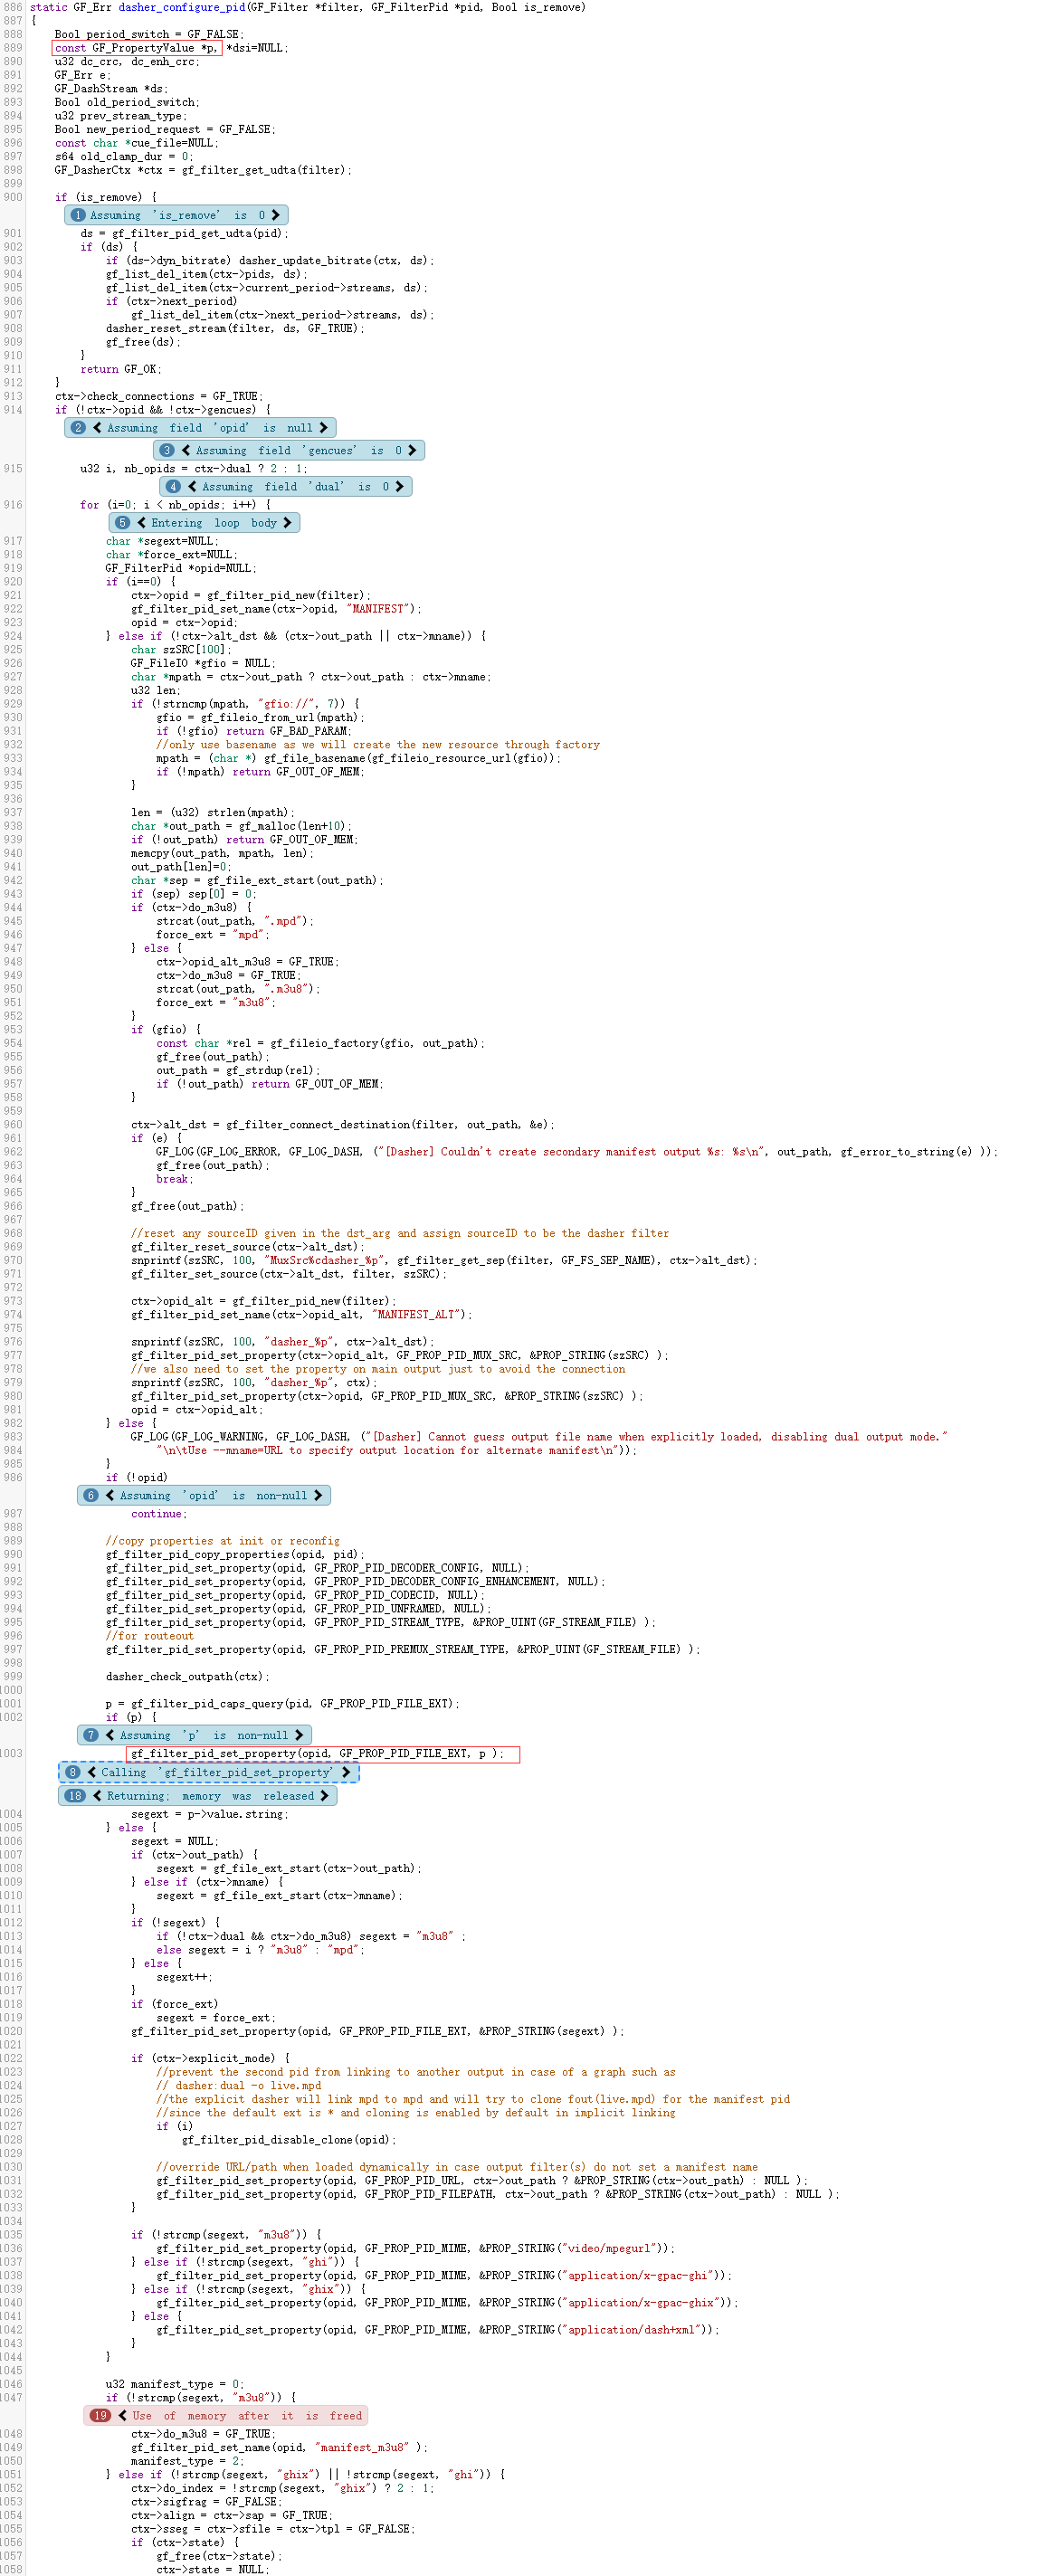 886 static GF_Err dasher_configure_pid(GF_Filter *filter, GF_FilterPid *pid, Bool is_remove)
887 {
888     Bool period_switch = GF_FALSE;
889     const GF_PropertyValue *p, *dsi=NULL;
890     u32 dc_crc, dc_enh_crc;
891     GF_Err e;
892     GF_DashStream *ds;
893     Bool old_period_switch;
894     u32 prev_stream_type;
895     Bool new_period_request = GF_FALSE;
896     const char *cue_file=NULL;
897     s64 old_clamp_dur = 0;
898     GF_DasherCtx *ctx = gf_filter_get_udta(filter);
899
900     if (is_remove) {
1 Assuming 'is_remove' is 0 >
901         ds = gf_filter_pid_get_udta(pid);
902         if (ds) {
903             if (ds->dyn_bitrate) dasher_update_bitrate(ctx, ds);
904             gf_list_del_item(ctx->pids, ds);
905             gf_list_del_item(ctx->current_period->streams, ds);
906             if (ctx->next_period)
907                 gf_list_del_item(ctx->next_period->streams, ds);
908             dasher_reset_stream(filter, ds, GF_TRUE);
909             gf_free(ds);
910         }
911         return GF_OK;
912     }
913     ctx->check_connections = GF_TRUE;
914     if (!ctx->opid && !ctx->gencues) {
2 < Assuming field 'opid' is null >
3 < Assuming field 'gencues' is 0 >
915         u32 i, nb_opids = ctx->dual ? 2 : 1;
4 < Assuming field 'dual' is 0 >
916         for (i=0; i < nb_opids; i++) {
5 < Entering loop body >
917             char *segext=NULL;
918             char *force_ext=NULL;
919             GF_FilterPid *opid=NULL;
920             if (i==0) {
921                 ctx->opid = gf_filter_pid_new(filter);
922                 gf_filter_pid_set_name(ctx->opid, "MANIFEST");
923                 opid = ctx->opid;
924             } else if (!ctx->alt_dst && (ctx->out_path || ctx->mname)) {
925                 char szSRC[100];
926                 GF_FileIO *gfio = NULL;
927                 char *mpath = ctx->out_path ? ctx->out_path : ctx->mname;
928                 u32 len;
929                 if (!strncmp(mpath, "gfio://", 7)) {
930                     gfio = gf_fileio_from_url(mpath);
931                     if (!gfio) return GF_BAD_PARAM;
932                     //only use basename as we will create the new resource through factory
933                     mpath = (char *) gf_file_basename(gf_fileio_resource_url(gfio));
934                     if (!mpath) return GF_OUT_OF_MEM;
935                 }
936
937                 len = (u32) strlen(mpath);
938                 char *out_path = gf_malloc(len+10);
939                 if (!out_path) return GF_OUT_OF_MEM;
940                 memcpy(out_path, mpath, len);
941                 out_path[len]=0;
942                 char *sep = gf_file_ext_start(out_path);
943                 if (sep) sep[0] = 0;
944                 if (ctx->do_m3u8) {
945                     strcat(out_path, ".mpd");
946                     force_ext = "mpd";
947                 } else {
948                     ctx->opid_alt_m3u8 = GF_TRUE;
949                     ctx->do_m3u8 = GF_TRUE;
950                     strcat(out_path, ".m3u8");
951                     force_ext = "m3u8";
952                 }
953                 if (gfio) {
954                     const char *rel = gf_fileio_factory(gfio, out_path);
955                     gf_free(out_path);
956                     out_path = gf_strdup(rel);
957                     if (!out_path) return GF_OUT_OF_MEM;
958                 }
959
960                 ctx->alt_dst = gf_filter_connect_destination(filter, out_path, &e);
961                 if (e) {
962                     GF_LOG(GF_LOG_ERROR, GF_LOG_DASH, ("[Dasher] Couldn't create secondary manifest output %s: %s\n", out_path, gf_error_to_string(e) ));
963                     gf_free(out_path);
964                     break;
965                 }
966                 gf_free(out_path);
967
968                 //reset any sourceID given in the dst_arg and assign sourceID to be the dasher filter
969                 gf_filter_reset_source(ctx->alt_dst);
970                 snprintf(szSRC, 100, "MuxSrc%cdasher_%p", gf_filter_get_sep(filter, GF_FS_SEP_NAME), ctx->alt_dst);
971                 gf_filter_set_source(ctx->alt_dst, filter, szSRC);
972
973                 ctx->opid_alt = gf_filter_pid_new(filter);
974                 gf_filter_pid_set_name(ctx->opid_alt, "MANIFEST_ALT");
975
976                 snprintf(szSRC, 100, "dasher_%p", ctx->alt_dst);
977                 gf_filter_pid_set_property(ctx->opid_alt, GF_PROP_PID_MUX_SRC, &PROP_STRING(szSRC) );
978                 //we also need to set the property on main output just to avoid the connection
979                 snprintf(szSRC, 100, "dasher_%p", ctx);
980                 gf_filter_pid_set_property(ctx->opid, GF_PROP_PID_MUX_SRC, &PROP_STRING(szSRC) );
981                 opid = ctx->opid_alt;
982             } else {
983                 GF_LOG(GF_LOG_WARNING, GF_LOG_DASH, ("[Dasher] Cannot guess output file name when explicitly loaded, disabling dual output mode."
984                     "\n\tUse --mname=URL to specify output location for alternate manifest\n"));
985             }
986             if (!opid)
6 < Assuming 'opid' is non-null >
987                 continue;
988
989             //copy properties at init or reconfig
990             gf_filter_pid_copy_properties(opid, pid);
991             gf_filter_pid_set_property(opid, GF_PROP_PID_DECODER_CONFIG, NULL);
992             gf_filter_pid_set_property(opid, GF_PROP_PID_DECODER_CONFIG_ENHANCEMENT, NULL);
993             gf_filter_pid_set_property(opid, GF_PROP_PID_CODECID, NULL);
994             gf_filter_pid_set_property(opid, GF_PROP_PID_UNFRAMED, NULL);
995             gf_filter_pid_set_property(opid, GF_PROP_PID_STREAM_TYPE, &PROP_UINT(GF_STREAM_FILE) );
996             //for routeout
997             gf_filter_pid_set_property(opid, GF_PROP_PID_PREMUX_STREAM_TYPE, &PROP_UINT(GF_STREAM_FILE) );
998
999             dasher_check_outpath(ctx);
1000
1001             p = gf_filter_pid_caps_query(pid, GF_PROP_PID_FILE_EXT);
1002             if (p) {
7 < Assuming 'p' is non-null >
1003                 gf_filter_pid_set_property(opid, GF_PROP_PID_FILE_EXT, p );
8 < Calling 'gf_filter_pid_set_property' >
18 < Returning; memory was released >
1004                 segext = p->value.string;
1005             } else {
1006                 segext = NULL;
1007                 if (ctx->out_path) {
1008                     segext = gf_file_ext_start(ctx->out_path);
1009                 } else if (ctx->mname) {
1010                     segext = gf_file_ext_start(ctx->mname);
1011                 }
1012                 if (!segext) {
1013                     if (!ctx->dual && ctx->do_m3u8) segext = "m3u8" ;
1014                     else segext = i ? "m3u8" : "mpd";
1015                 } else {
1016                     segext++;
1017                 }
1018                 if (force_ext)
1019                     segext = force_ext;
1020                 gf_filter_pid_set_property(opid, GF_PROP_PID_FILE_EXT, &PROP_STRING(segext) );
1021
1022                 if (ctx->explicit_mode) {
1023                     //prevent the second pid from linking to another output in case of a graph such as
1024                     // dasher:dual -o live.mpd
1025                     //the explicit dasher will link mpd to mpd and will try to clone fout(live.mpd) for the manifest pid
1026                     //since the default ext is * and cloning is enabled by default in implicit linking
1027                     if (i)
1028                         gf_filter_pid_disable_clone(opid);
1029
1030                     //override URL/path when loaded dynamically in case output filter(s) do not set a manifest name
1031                     gf_filter_pid_set_property(opid, GF_PROP_PID_URL, ctx->out_path ? &PROP_STRING(ctx->out_path) : NULL );
1032                     gf_filter_pid_set_property(opid, GF_PROP_PID_FILEPATH, ctx->out_path ? &PROP_STRING(ctx->out_path) : NULL );
1033                 }
1034
1035                 if (!strcmp(segext, "m3u8")) {
1036                     gf_filter_pid_set_property(opid, GF_PROP_PID_MIME, &PROP_STRING("video/mpegurl"));
1037                 } else if (!strcmp(segext, "ghi")) {
1038                     gf_filter_pid_set_property(opid, GF_PROP_PID_MIME, &PROP_STRING("application/x-gpac-ghi"));
1039                 } else if (!strcmp(segext, "ghix")) {
1040                     gf_filter_pid_set_property(opid, GF_PROP_PID_MIME, &PROP_STRING("application/x-gpac-ghix"));
1041                 } else {
1042                     gf_filter_pid_set_property(opid, GF_PROP_PID_MIME, &PROP_STRING("application/dash+xml"));
1043                 }
1044             }
1045
1046             u32 manifest_type = 0;
1047             if (!strcmp(segext, "m3u8")) {
19 < Use of memory after it is freed
1048                 ctx->do_m3u8 = GF_TRUE;
1049                 gf_filter_pid_set_name(opid, "manifest_m3u8" );
1050                 manifest_type = 2;
1051             } else if (!strcmp(segext, "ghix") || !strcmp(segext, "ghi")) {
1052                 ctx->do_index = !strcmp(segext, "ghix") ? 2 : 1;
1053                 ctx->sigfrag = GF_FALSE;
1054                 ctx->align = ctx->sap = GF_TRUE;
1055                 ctx->sseg = ctx->sfile = ctx->tpl = GF_FALSE;
1056                 if (ctx->state) {
1057                     gf_free(ctx->state);
1058                     ctx->state = NULL;